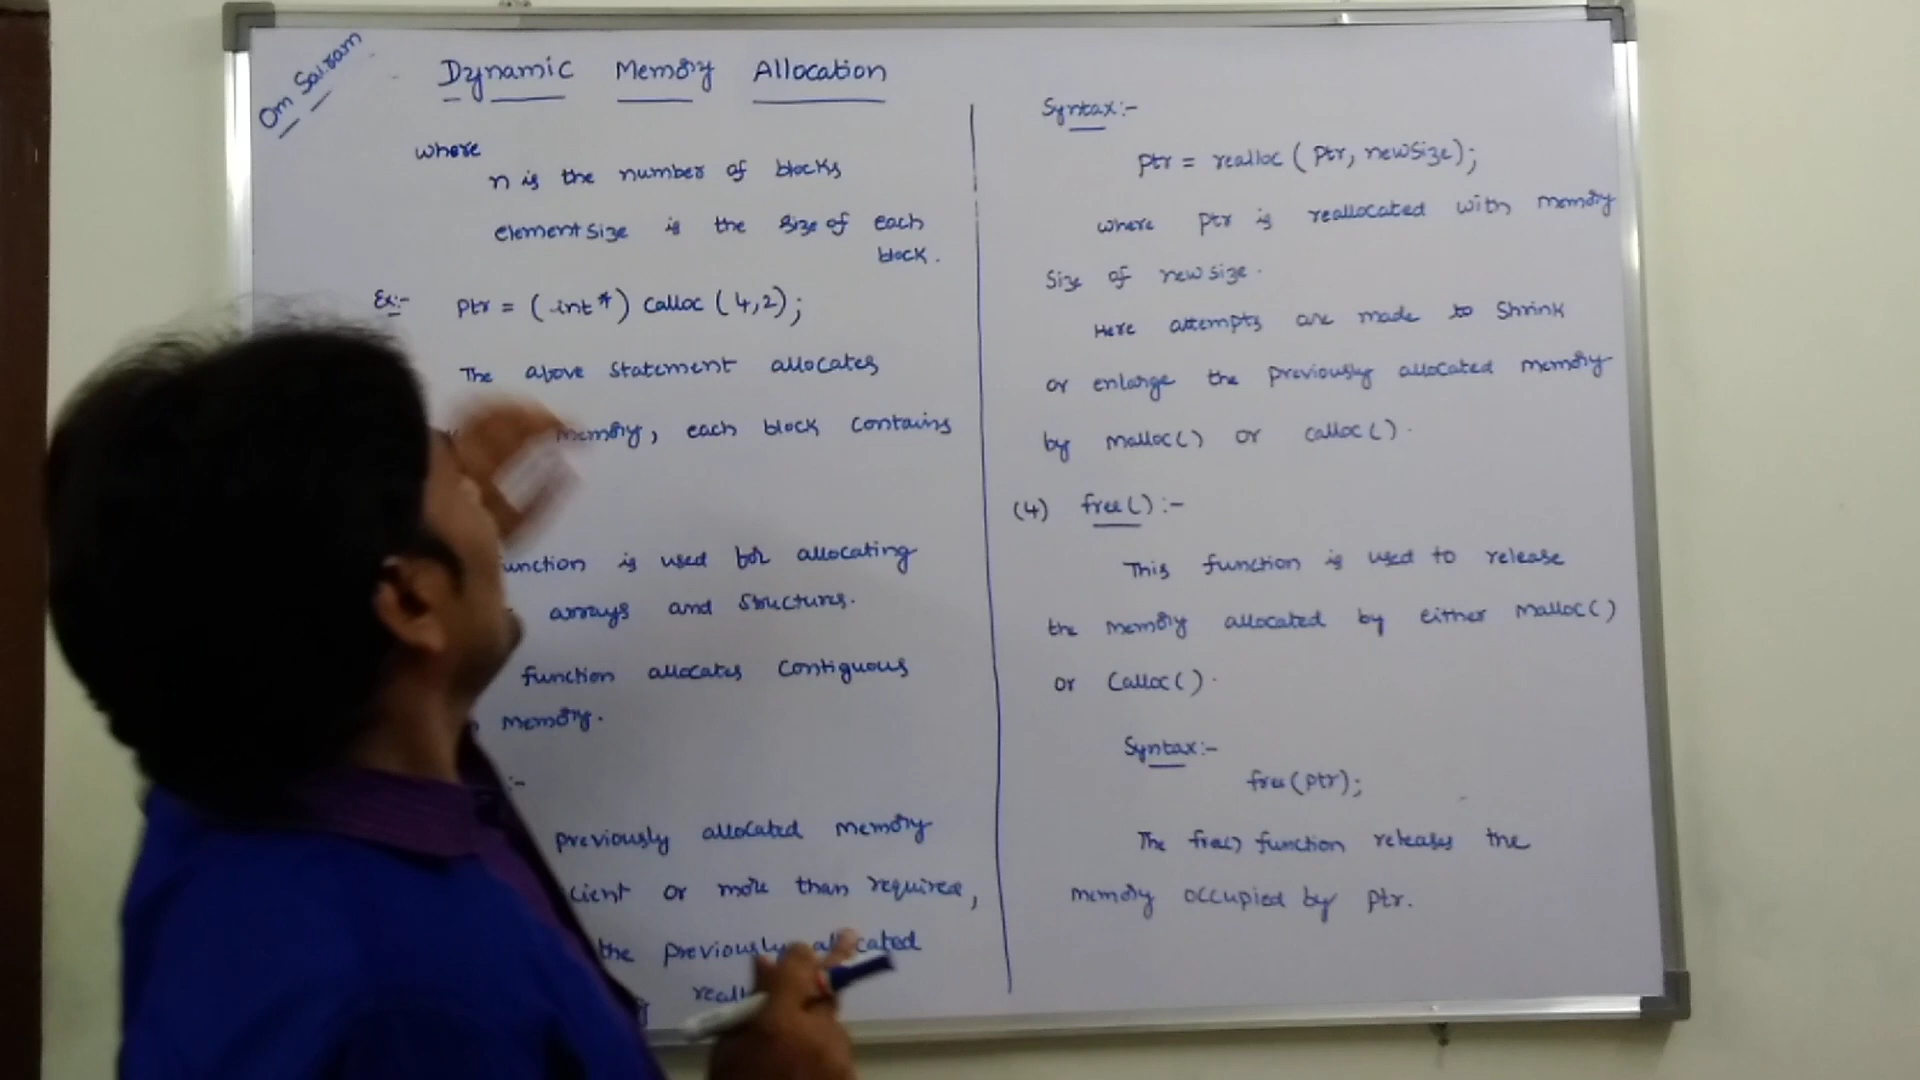 Om Sairam
Dynamic Memory Allocation
where
n is the number of blocks
elementsize is the size of each
block.
Ex:- Ptr = (int*) calloc (4,2);
The above statement allocates
memory, each block contains
unction is used for allocating
arrays and structures.
function allocates contiguous
memory.
:-
previously allocated memory
cient or more than required,
the previously allocated
Syntax:-
Ptr = realloc (Ptr, newsize);
where ptr is reallocated with memory
size of newsize.
Here attempts are made to shrink
or enlarge the previously allocated memory
by malloc() or calloc().
(4) free():-
This function is used to release
the memory allocated by either malloc()
or Calloc().
Syntax:-
free(ptr);
The free() function releases the
memory occupied by ptr.